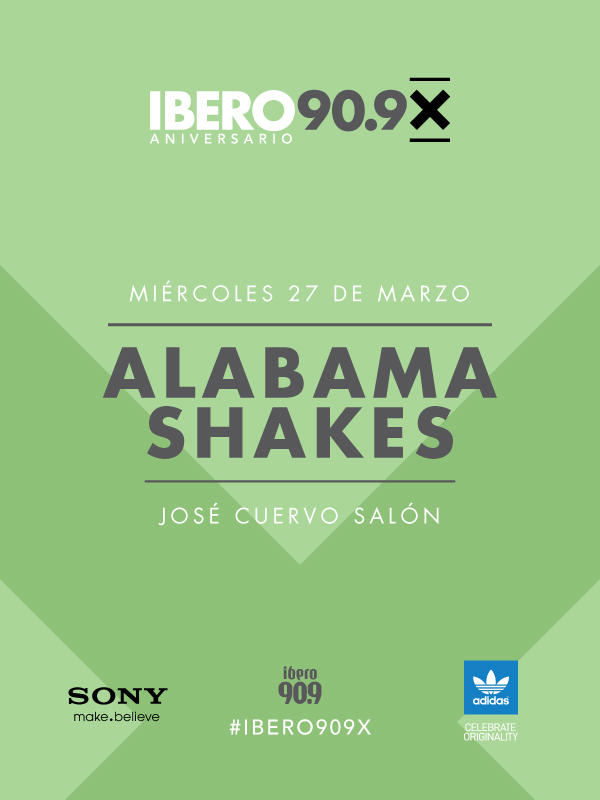 IBERO90.9X
ANIVERSARIO
MIÉRCOLES 27 DE MARZO
ALABAMA
SHAKES
JOSÉ CUERVO SALÓN
SONY
make.believe
ibero
90.9
#IBERO909X
adidas
CELEBRATE
ORIGINALITY